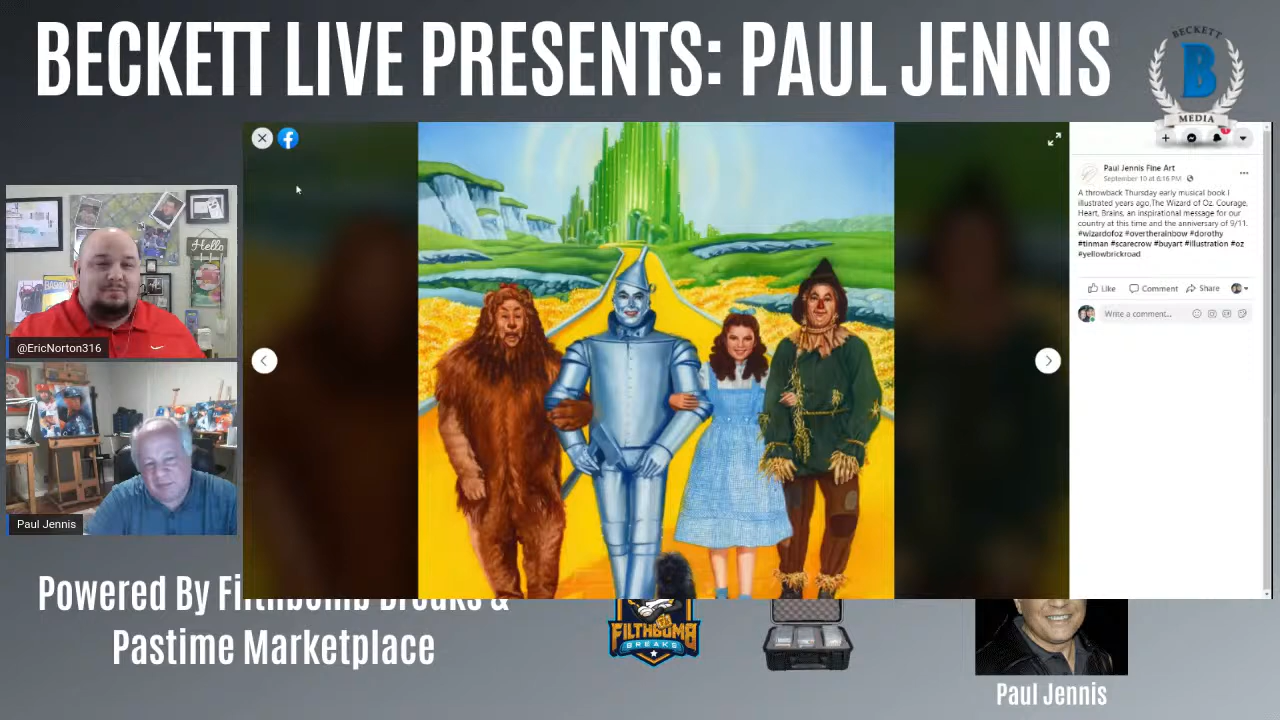 BECKETT LIVE PRESENTS: PAUL JENNIS
BECKETT
B
MEDIA
Paul Jennis Fine Art
September 10 at 6:16 PM
A throwback Thursday early musical book I
illustrated years ago,The Wizard of Oz. Courage,
Heart, Brains, an inspirational message for our
country at this time and the anniversary of 9/11.
#wizardofoz #overtherainbow #dorothy
#tinman #scarecrow #buyart #illustration #oz
#yellowbrickroad
Like Comment Share
Write a comment...
Hello
@EricNorton316
Paul Jennis
Powered By Filthbomb Breaks &
Pastime Marketplace
FILTHBOMB
BREAKS
Paul Jennis